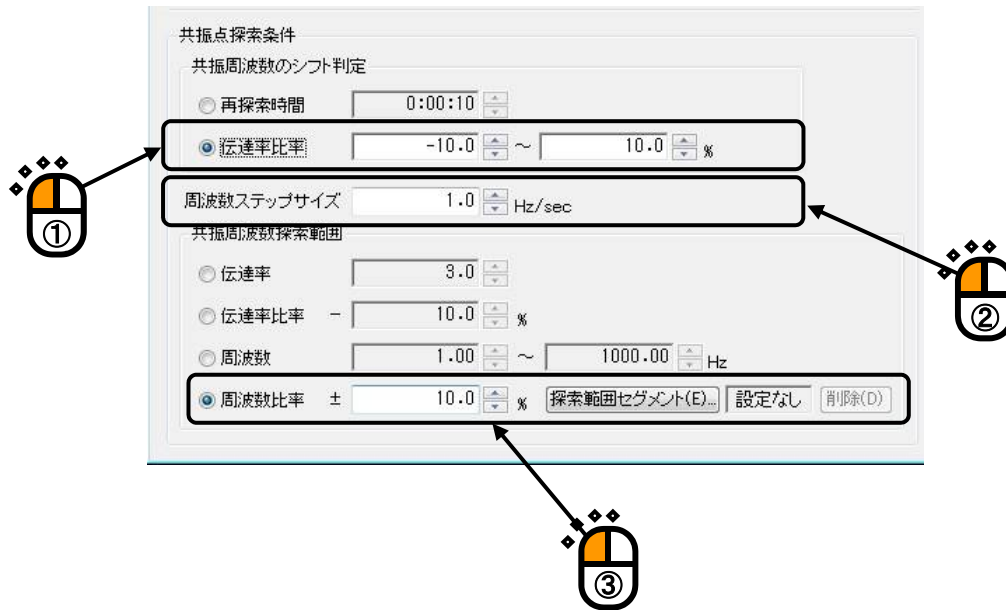 共振点探索条件
共振周波数のシフト判定
再探索時間 0:00:10
伝達率比率 -10.0 ～ 10.0 %
①
周波数ステップサイズ 1.0 Hz/sec
②
共振周波数探索範囲
伝達率 3.0
伝達率比率 － 10.0 %
周波数 1.00 ～ 1000.00 Hz
周波数比率 ± 10.0 % 探索範囲セグメント(E)... 設定なし 削除(D)
③